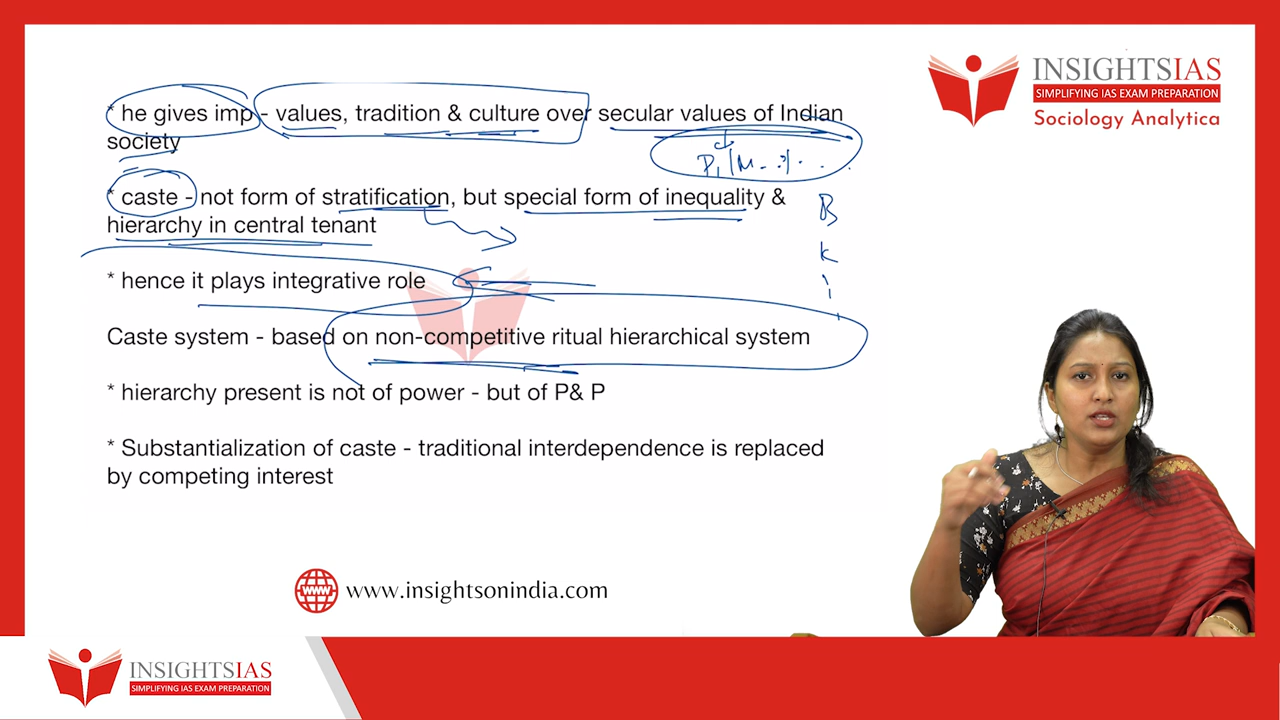 INSIGHTSIAS
SIMPLIFYING IAS EXAM PREPARATION
Sociology Analytica
* he gives imp - values, tradition & culture over secular values of Indian
society
* caste - not form of stratification, but special form of inequality &
hierarchy in central tenant
B
K
* hence it plays integrative role
Caste system - based on non-competitive ritual hierarchical system
* hierarchy present is not of power - but of P& P
* Substantialization of caste - traditional interdependence is replaced
by competing interest
WWW
www.insightsonindia.com
INSIGHTSIAS
SIMPLIFYING IAS EXAM PREPARATION